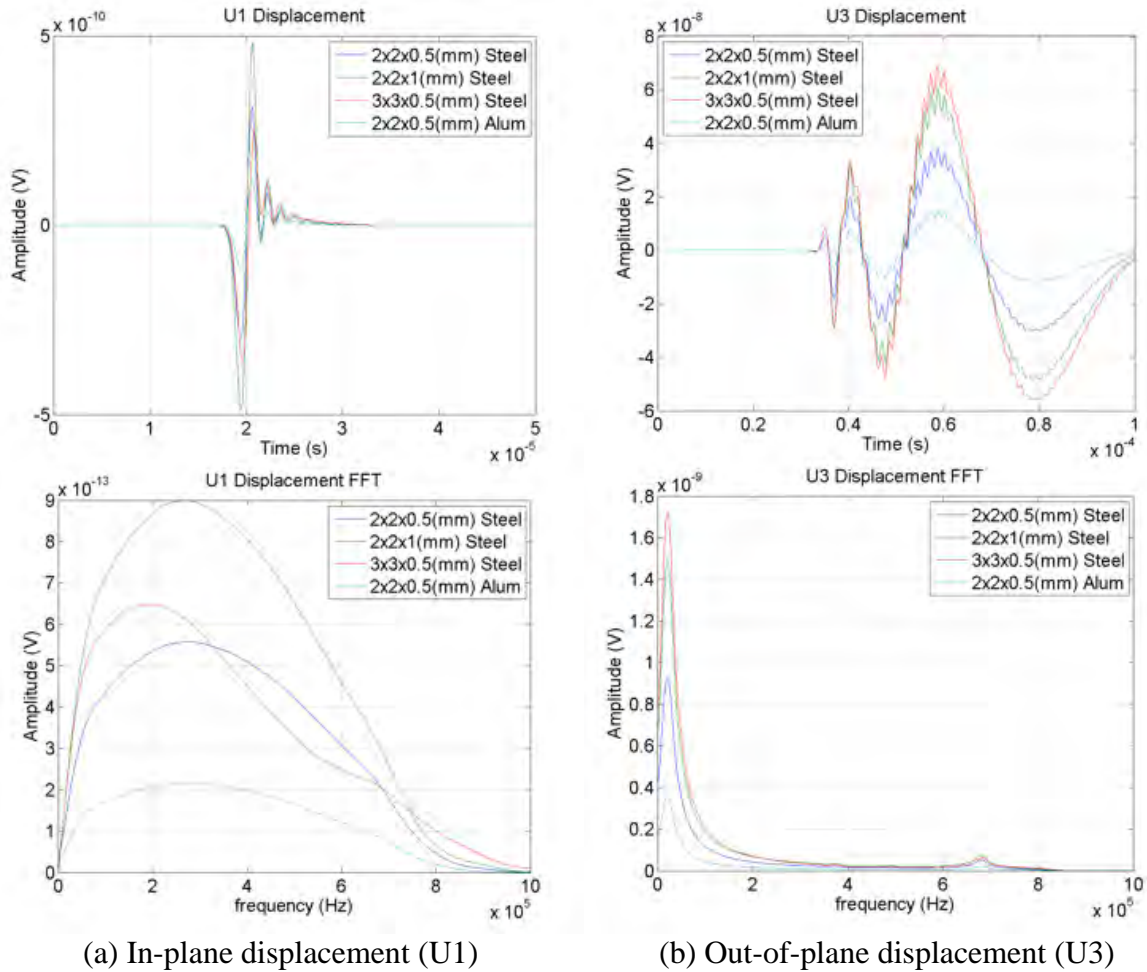 U1 Displacement
x 10^-10
5
0
-5
Amplitude (V)
2x2x0.5(mm) Steel
2x2x1(mm) Steel
3x3x0.5(mm) Steel
2x2x0.5(mm) Alum
0 1 2 3 4 5
Time (s)
x 10^-5
U3 Displacement
x 10^-8
8
6
4
2
0
-2
-4
-6
Amplitude (V)
2x2x0.5(mm) Steel
2x2x1(mm) Steel
3x3x0.5(mm) Steel
2x2x0.5(mm) Alum
0 0.2 0.4 0.6 0.8 1
Time (s)
x 10^-4
U1 Displacement FFT
x 10^-13
9
8
7
6
5
4
3
2
1
0
Amplitude (V)
2x2x0.5(mm) Steel
2x2x1(mm) Steel
3x3x0.5(mm) Steel
2x2x0.5(mm) Alum
0 2 4 6 8 10
frequency (Hz)
x 10^5
U3 Displacement FFT
x 10^-9
1.8
1.6
1.4
1.2
1
0.8
0.6
0.4
0.2
0
Amplitude (V)
2x2x0.5(mm) Steel
2x2x1(mm) Steel
3x3x0.5(mm) Steel
2x2x0.5(mm) Alum
0 2 4 6 8 10
frequency (Hz)
x 10^5
(a) In-plane displacement (U1)
(b) Out-of-plane displacement (U3)